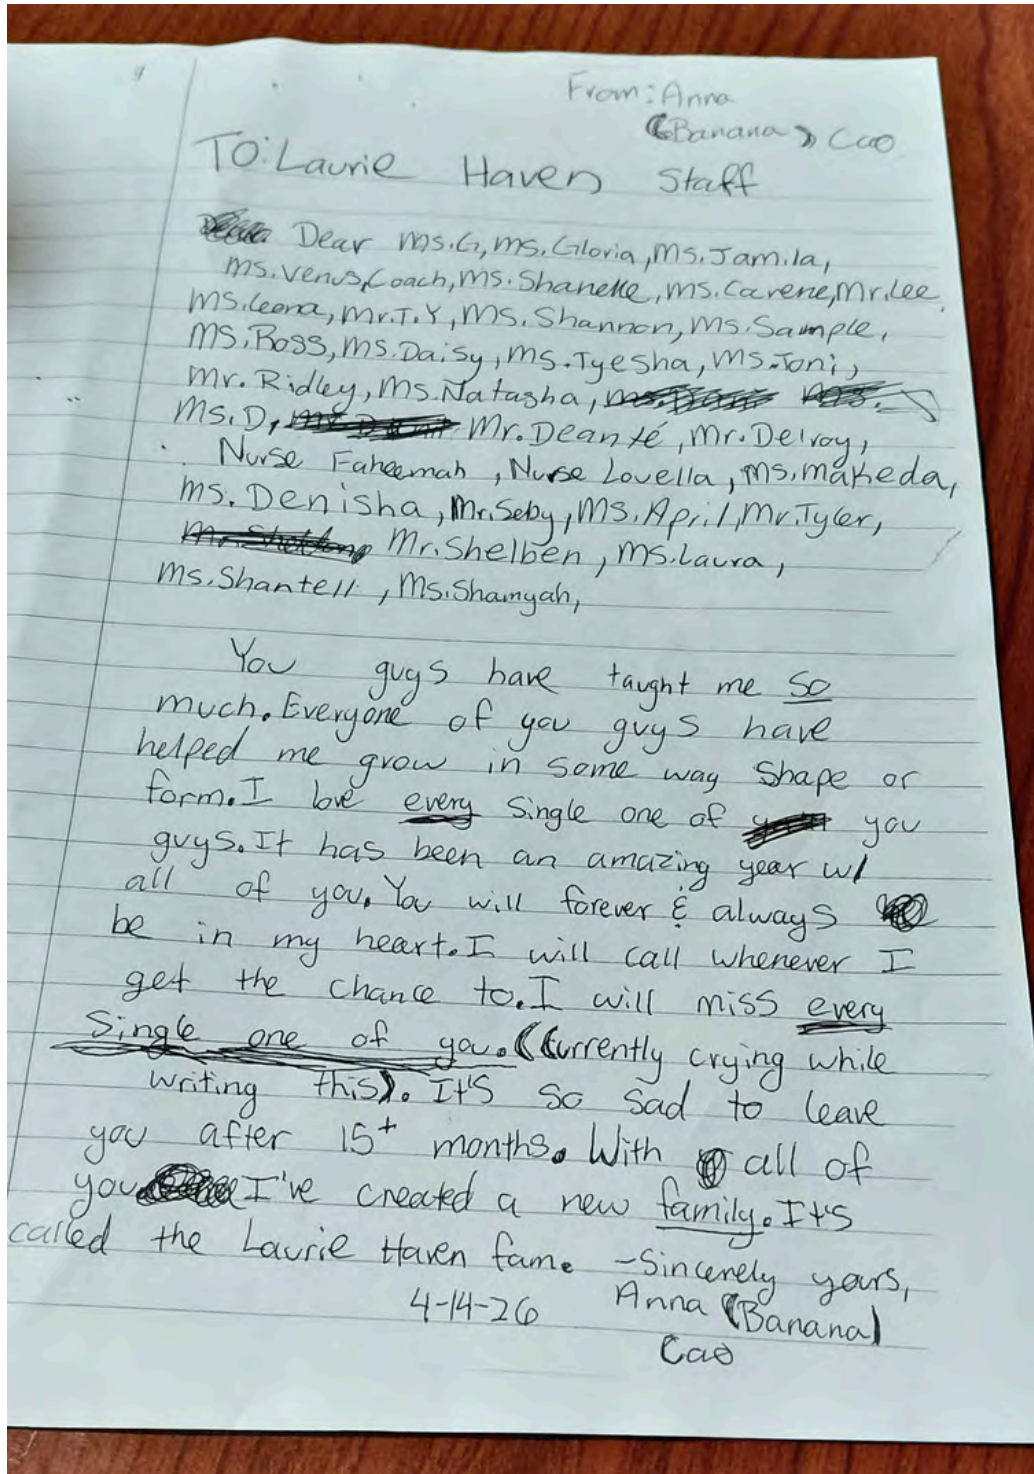 From: Anna
(Banana) Cao
TO: Laurie Haven Staff
Dear Ms. G, Ms. Gloria, Ms. Jamila,
Ms. Venus, Coach, Ms. Shaneke, Ms. Carene, Mr. Lee,
Ms. Leona, Mr. T.Y, Ms. Shannon, Ms. Sample,
Ms. Boss, Ms. Daisy, Ms. Tyesha, Ms. Toni,
Mr. Ridley, Ms. Natasha,
Ms. D, Mr. Deanté, Mr. Delroy,
Nurse Faheemah, Nurse Lovella, Ms. Makeda,
Ms. Denisha, Mr. Seby, Ms. April, Mr. Tyler,
Mr. Shelben, Ms. Laura,
Ms. Shantell, Ms. Shamyah,
You guys have taught me so
much. Everyone of you guys have
helped me grow in some way shape or
form. I love every single one of you
guys. It has been an amazing year w/
all of you. You will forever & always
be in my heart. I will call whenever I
get the chance to. I will miss every
single one of you. (Currently crying while
writing this). It's so sad to leave
you after 15+ months. With all of
you I've created a new family. It's
called the Laurie Haven fam. -Sincerely yours,
4-14-26 Anna (Banana)
Cao